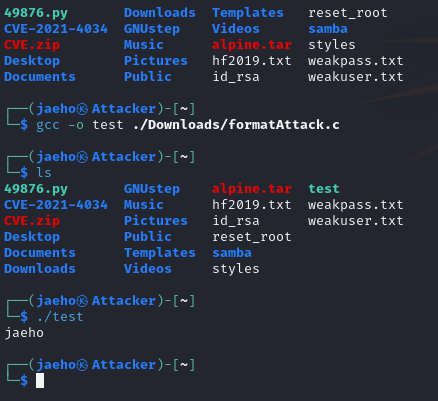 49876.py Downloads Templates reset_root
CVE-2021-4034 GNUstep Videos samba
CVE.zip Music alpine.tar styles
Desktop Pictures hf2019.txt weakpass.txt
Documents Public id_rsa weakuser.txt
┌──(jaeho㉿Attacker)-[~]
└─$ gcc -o test ./Downloads/formatAttack.c
┌──(jaeho㉿Attacker)-[~]
└─$ ls
49876.py GNUstep alpine.tar test
CVE-2021-4034 Music hf2019.txt weakpass.txt
CVE.zip Pictures id_rsa weakuser.txt
Desktop Public reset_root
Documents Templates samba
Downloads Videos styles
┌──(jaeho㉿Attacker)-[~]
└─$ ./test
jaeho
┌──(jaeho㉿Attacker)-[~]
└─$